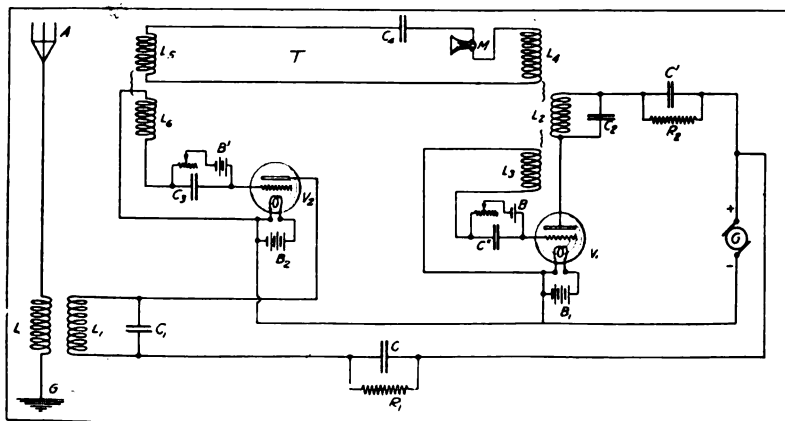 A
L₅
T
C₄
M
L₄
L₆
B'
C₃
V₂
B₂
L₂
C₂
C'
R₂
L₃
B
C"
V₁
B₁
+
G
-
L
L₁
C₁
G
C
R₁